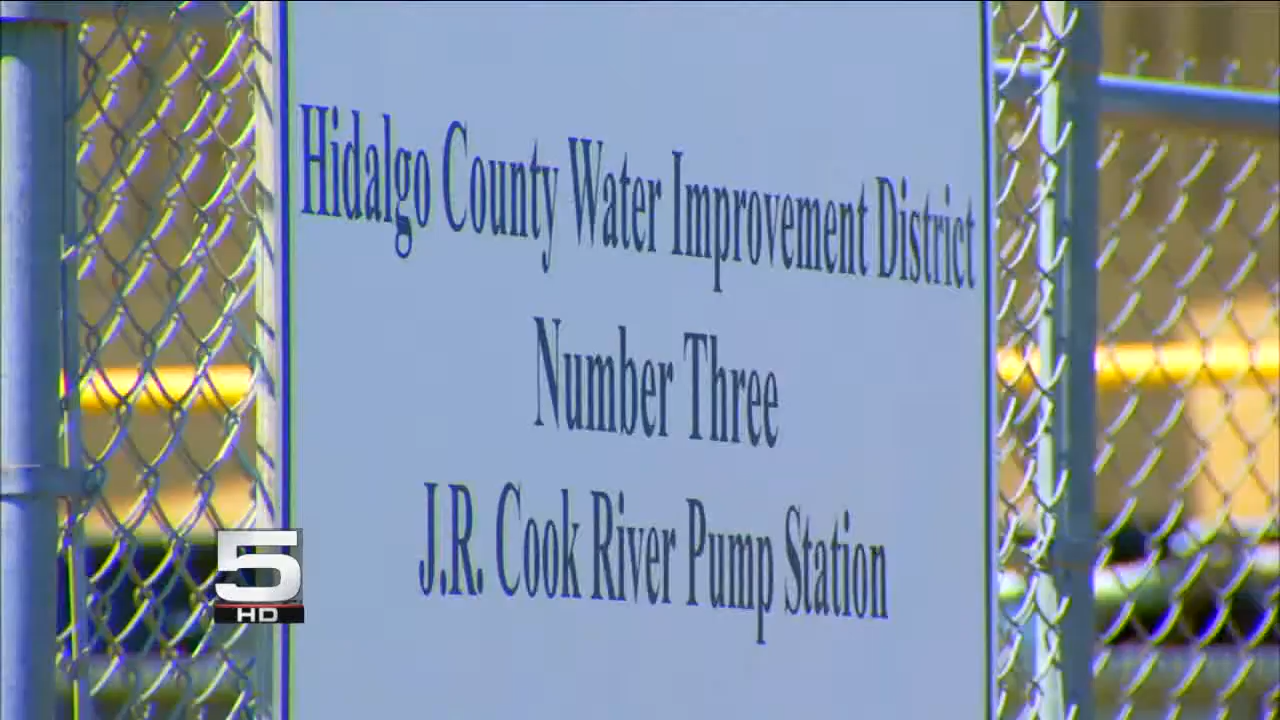 Hidalgo County Water Improvement District
Number Three
J.R. Cook River Pump Station
5
HD